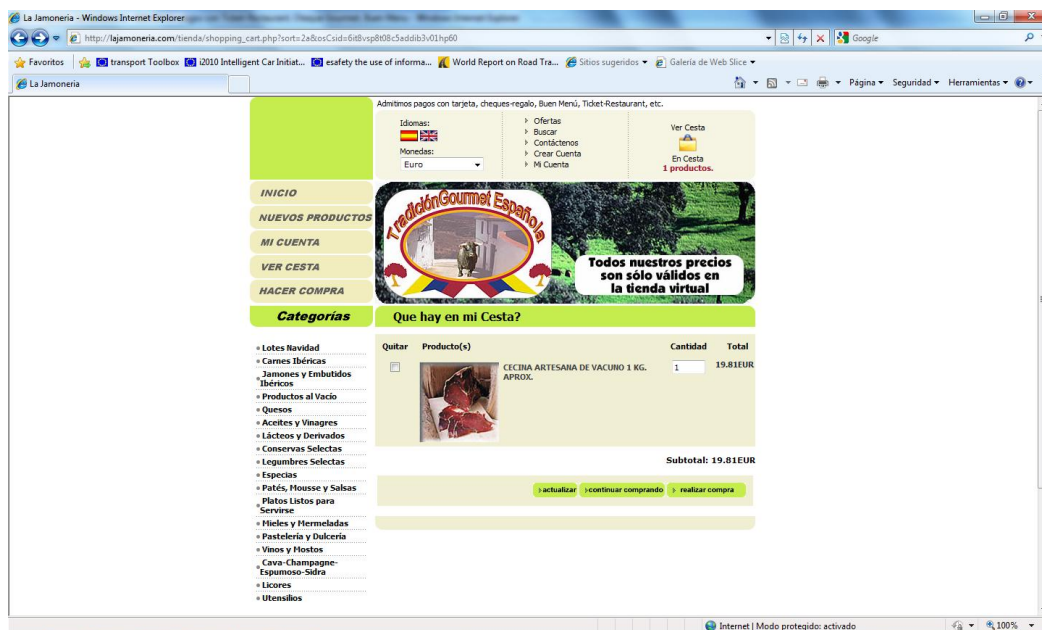 La Jamoneria - Windows Internet Explorer
http://lajamoneria.com/tienda/shopping_cart.php?sort=2a&osCsid=6it8vsp8t08c5addib3v01hp60
Google
Favoritos
transport Toolbox
i2010 Intelligent Car Initiat...
esafety the use of informa...
World Report on Road Tra...
Sitios sugeridos
Galería de Web Slice
La Jamoneria
Página
Seguridad
Herramientas
Admitimos pagos con tarjeta, cheques-regalo, Buen Menú, Ticket-Restaurant, etc.
Idiomas:
Monedas:
Euro
Ofertas
Buscar
Contáctenos
Crear Cuenta
Mi Cuenta
Ver Cesta
En Cesta
1 productos.
INICIO
NUEVOS PRODUCTOS
MI CUENTA
VER CESTA
HACER COMPRA
TradiciónGourmet Española
Todos nuestros precios
son sólo válidos en
la tienda virtual
Categorías
Lotes Navidad
Carnes Ibéricas
Jamones y Embutidos
Ibéricos
Productos al Vacío
Quesos
Aceites y Vinagres
Lácteos y Derivados
Conservas Selectas
Legumbres Selectas
Especias
Patés, Mousse y Salsas
Platos Listos para
Servirse
Mieles y Mermeladas
Pastelería y Dulcería
Vinos y Mostos
Cava-Champagne-
Espumoso-Sidra
Licores
Utensilios
Que hay en mi Cesta?
Quitar Producto(s) Cantidad Total
CECINA ARTESANA DE VACUNO 1 KG.
APROX.
1
19.81EUR
Subtotal: 19.81EUR
actualizar
continuar comprando
realizar compra
Internet | Modo protegido: activado
100%